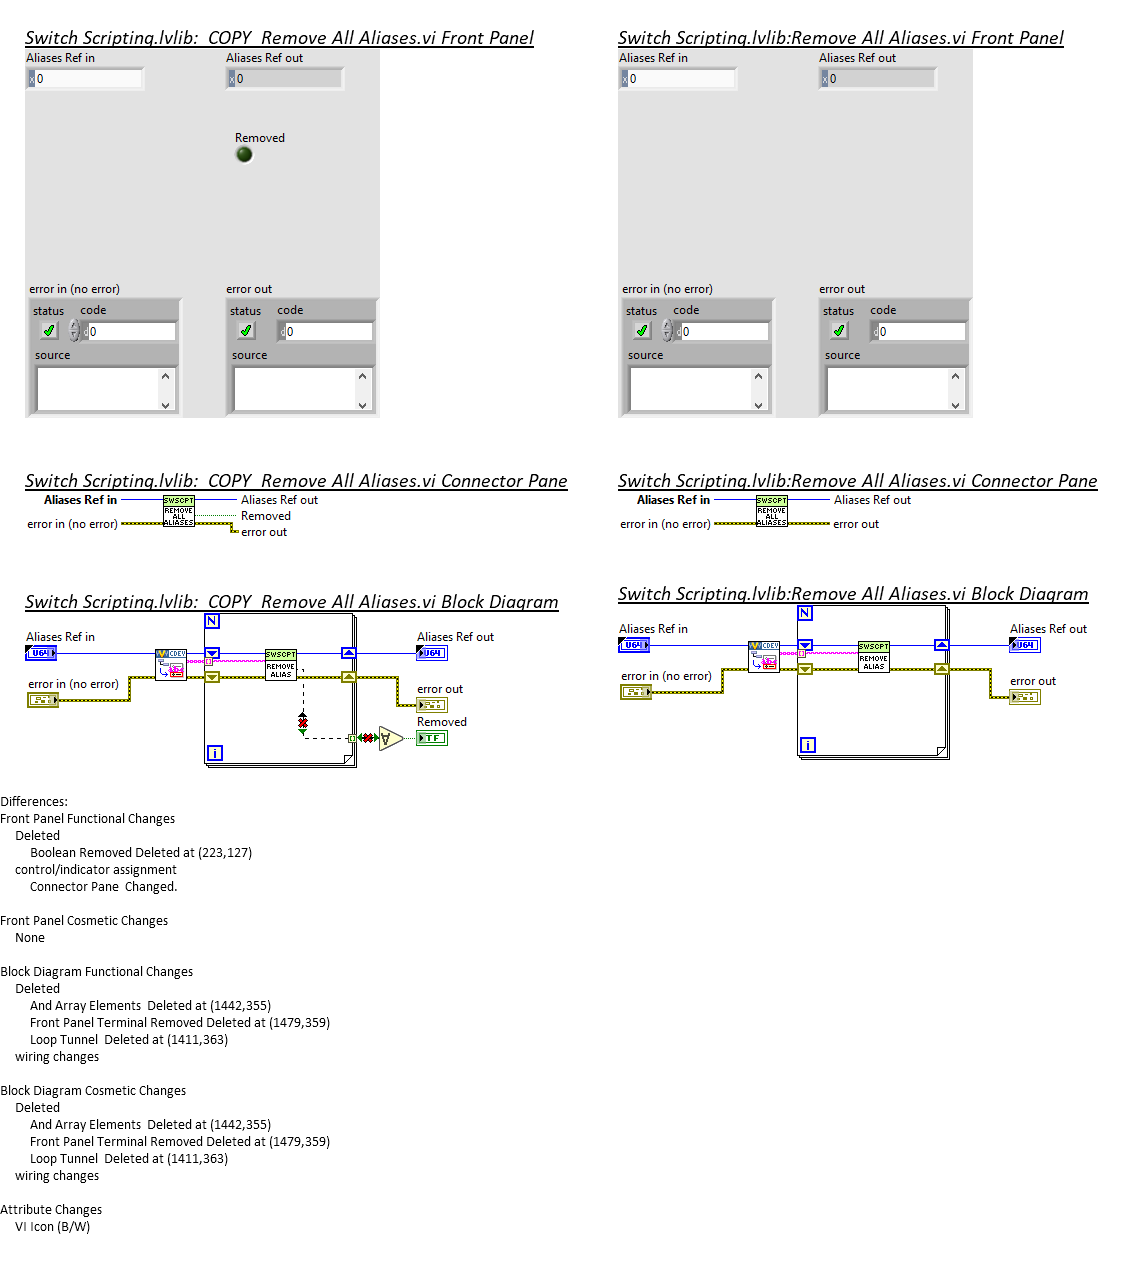 Switch Scripting.lvlib:  COPY  Remove All Aliases.vi Front Panel
Aliases Ref in
Aliases Ref out
x 0
x 0
Removed
error in (no error)
error out
status
code
status
code
d 0
d 0
source
source
Switch Scripting.lvlib:Remove All Aliases.vi Front Panel
Aliases Ref in
Aliases Ref out
x 0
x 0
error in (no error)
error out
status
code
status
code
d 0
d 0
source
source
Switch Scripting.lvlib:  COPY  Remove All Aliases.vi Connector Pane
Aliases Ref in
SWSCPT
Aliases Ref out
REMOVE
ALL
ALIASES
Removed
error in (no error)
error out
Switch Scripting.lvlib:Remove All Aliases.vi Connector Pane
Aliases Ref in
SWSCPT
Aliases Ref out
REMOVE
ALL
ALIASES
error in (no error)
error out
Switch Scripting.lvlib:  COPY  Remove All Aliases.vi Block Diagram
N
Aliases Ref in
Aliases Ref out
U64
CDEV
SWSCPT
REMOVE
ALIAS
U64
error in (no error)
error out
Removed
TF
i
Switch Scripting.lvlib:Remove All Aliases.vi Block Diagram
N
Aliases Ref in
Aliases Ref out
U64
CDEV
SWSCPT
REMOVE
ALIAS
U64
error in (no error)
error out
i
Differences:
Front Panel Functional Changes
Deleted
Boolean Removed Deleted at (223,127)
control/indicator assignment
Connector Pane  Changed.
Front Panel Cosmetic Changes
None
Block Diagram Functional Changes
Deleted
And Array Elements  Deleted at (1442,355)
Front Panel Terminal Removed Deleted at (1479,359)
Loop Tunnel  Deleted at (1411,363)
wiring changes
Block Diagram Cosmetic Changes
Deleted
And Array Elements  Deleted at (1442,355)
Front Panel Terminal Removed Deleted at (1479,359)
Loop Tunnel  Deleted at (1411,363)
wiring changes
Attribute Changes
VI Icon (B/W)